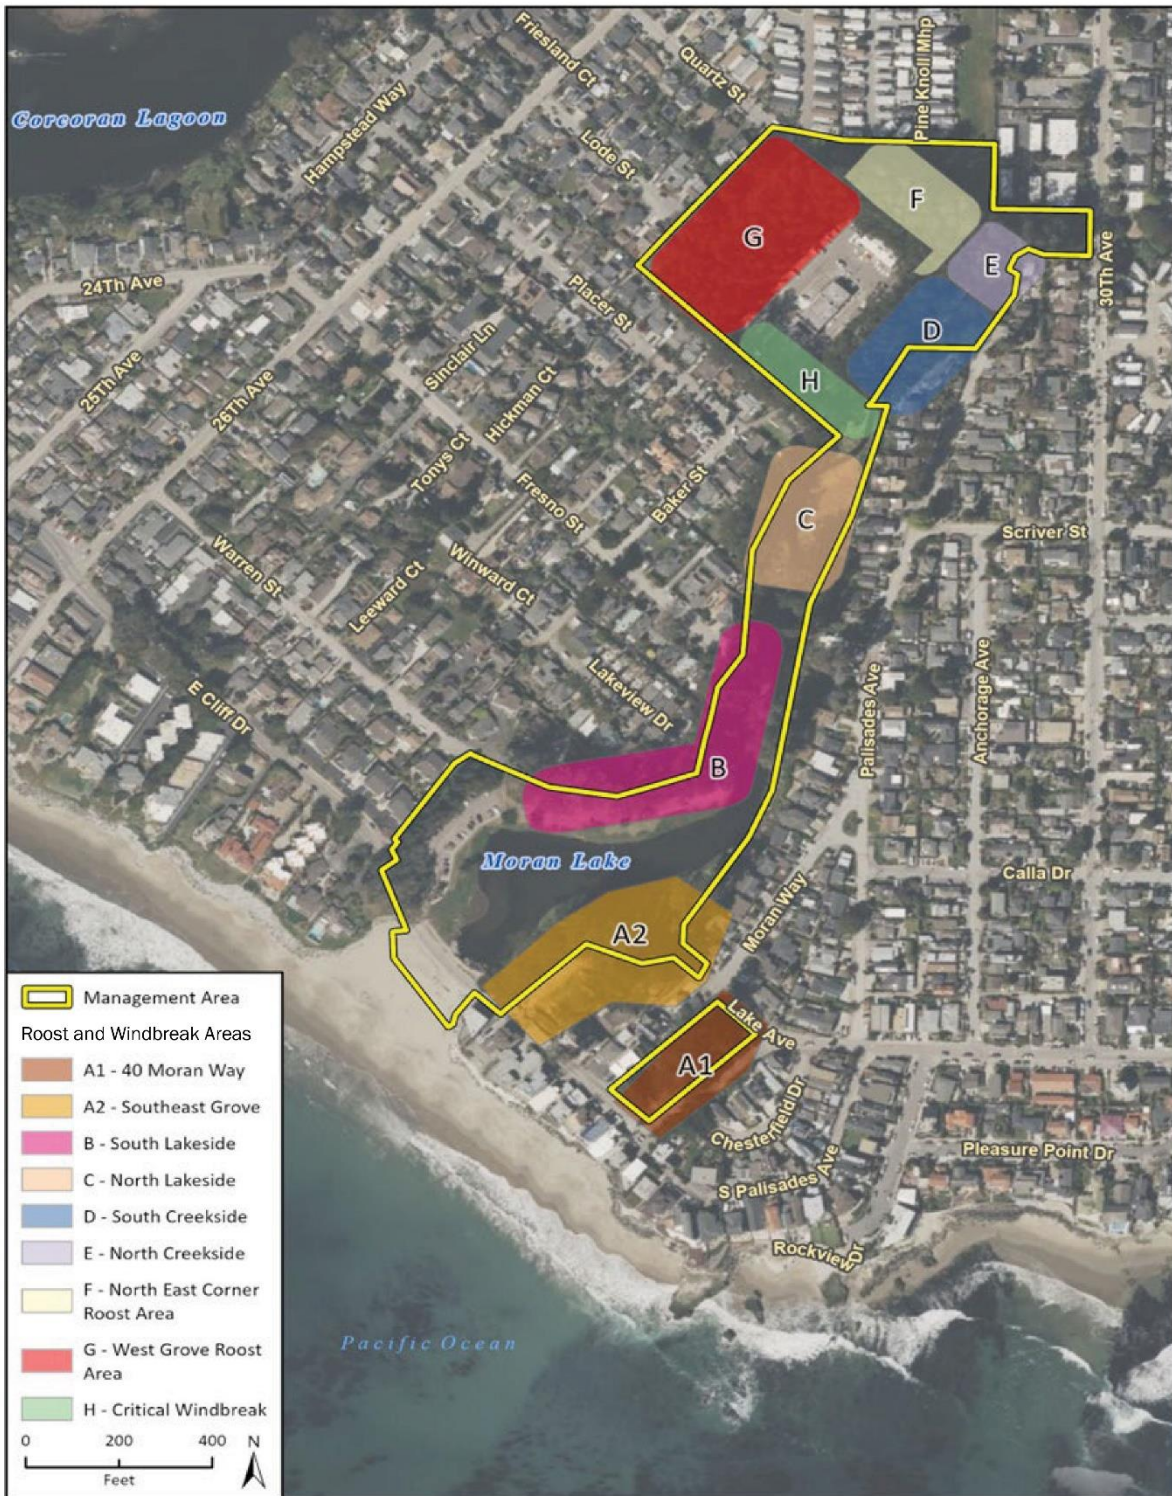 Friesland Ct
Quartz St
Pine Knoll Mhp
Corcoran Lagoon
Hampstead Way
Lode St
F
G
E
30Th Ave
24Th Ave
Placer St
D
Sinclair Ln
25Th Ave
26Th Ave
Hickman Ct
H
Tonys Ct
Fresno St
Baker St
C
Scriver St
Warren St
Winward Ct
Leeward Ct
Lakeview Dr
E Cliff Dr
Palisades Ave
Anchorage Ave
B
Moran Lake
Calla Dr
Moran Way
A2
Lake Ave
A1
Chesterfield Dr
Pleasure Point Dr
S Palisades Ave
Rockview Dr
Pacific Ocean
Management Area
Roost and Windbreak Areas
A1 - 40 Moran Way
A2 - Southeast Grove
B - South Lakeside
C - North Lakeside
D - South Creekside
E - North Creekside
F - North East Corner
Roost Area
G - West Grove Roost
Area
H - Critical Windbreak
0 200 400
Feet
N